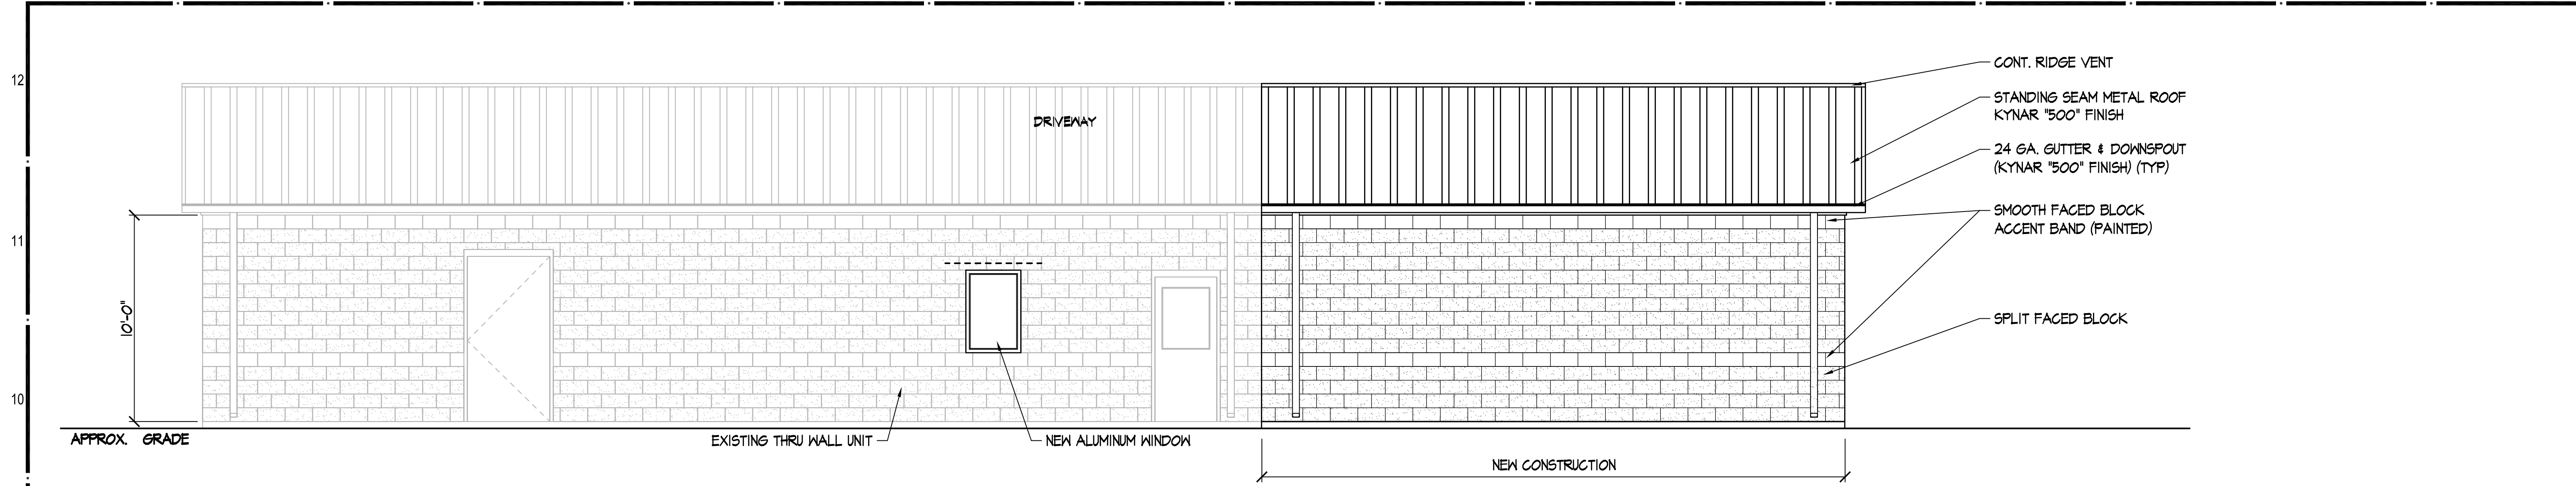 12
CONT. RIDGE VENT
STANDING SEAM METAL ROOF
KYNAR "500" FINISH
DRIVEWAY
24 GA. GUTTER & DOWNSPOUT
(KYNAR "500" FINISH) (TYP)
SMOOTH FACED BLOCK
ACCENT BAND (PAINTED)
11
10'-0"
SPLIT FACED BLOCK
10
APPROX. GRADE
EXISTING THRU WALL UNIT
NEW ALUMINUM WINDOW
NEW CONSTRUCTION